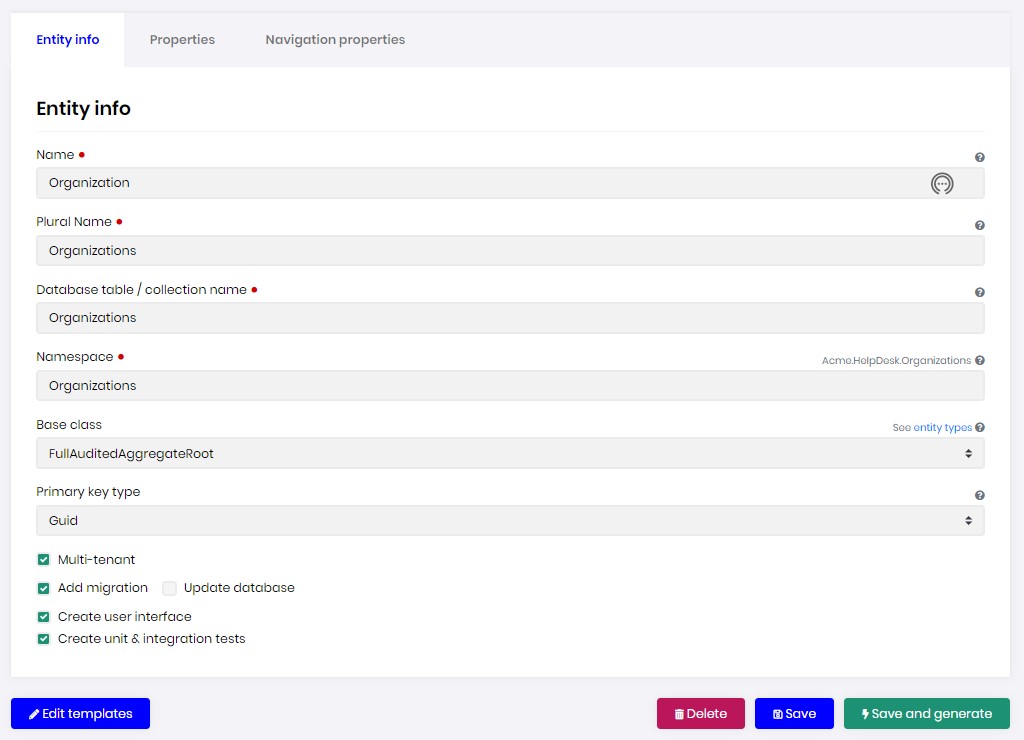 Entity info
Properties
Navigation properties
Entity info
Name
Organization
Plural Name
Organizations
Database table / collection name
Organizations
Namespace
Acme.HelpDesk.Organizations
Organizations
Base class
See entity types
FullAuditedAggregateRoot
Primary key type
Guid
Multi-tenant
Add migration
Update database
Create user interface
Create unit & integration tests
Edit templates
Delete
Save
Save and generate